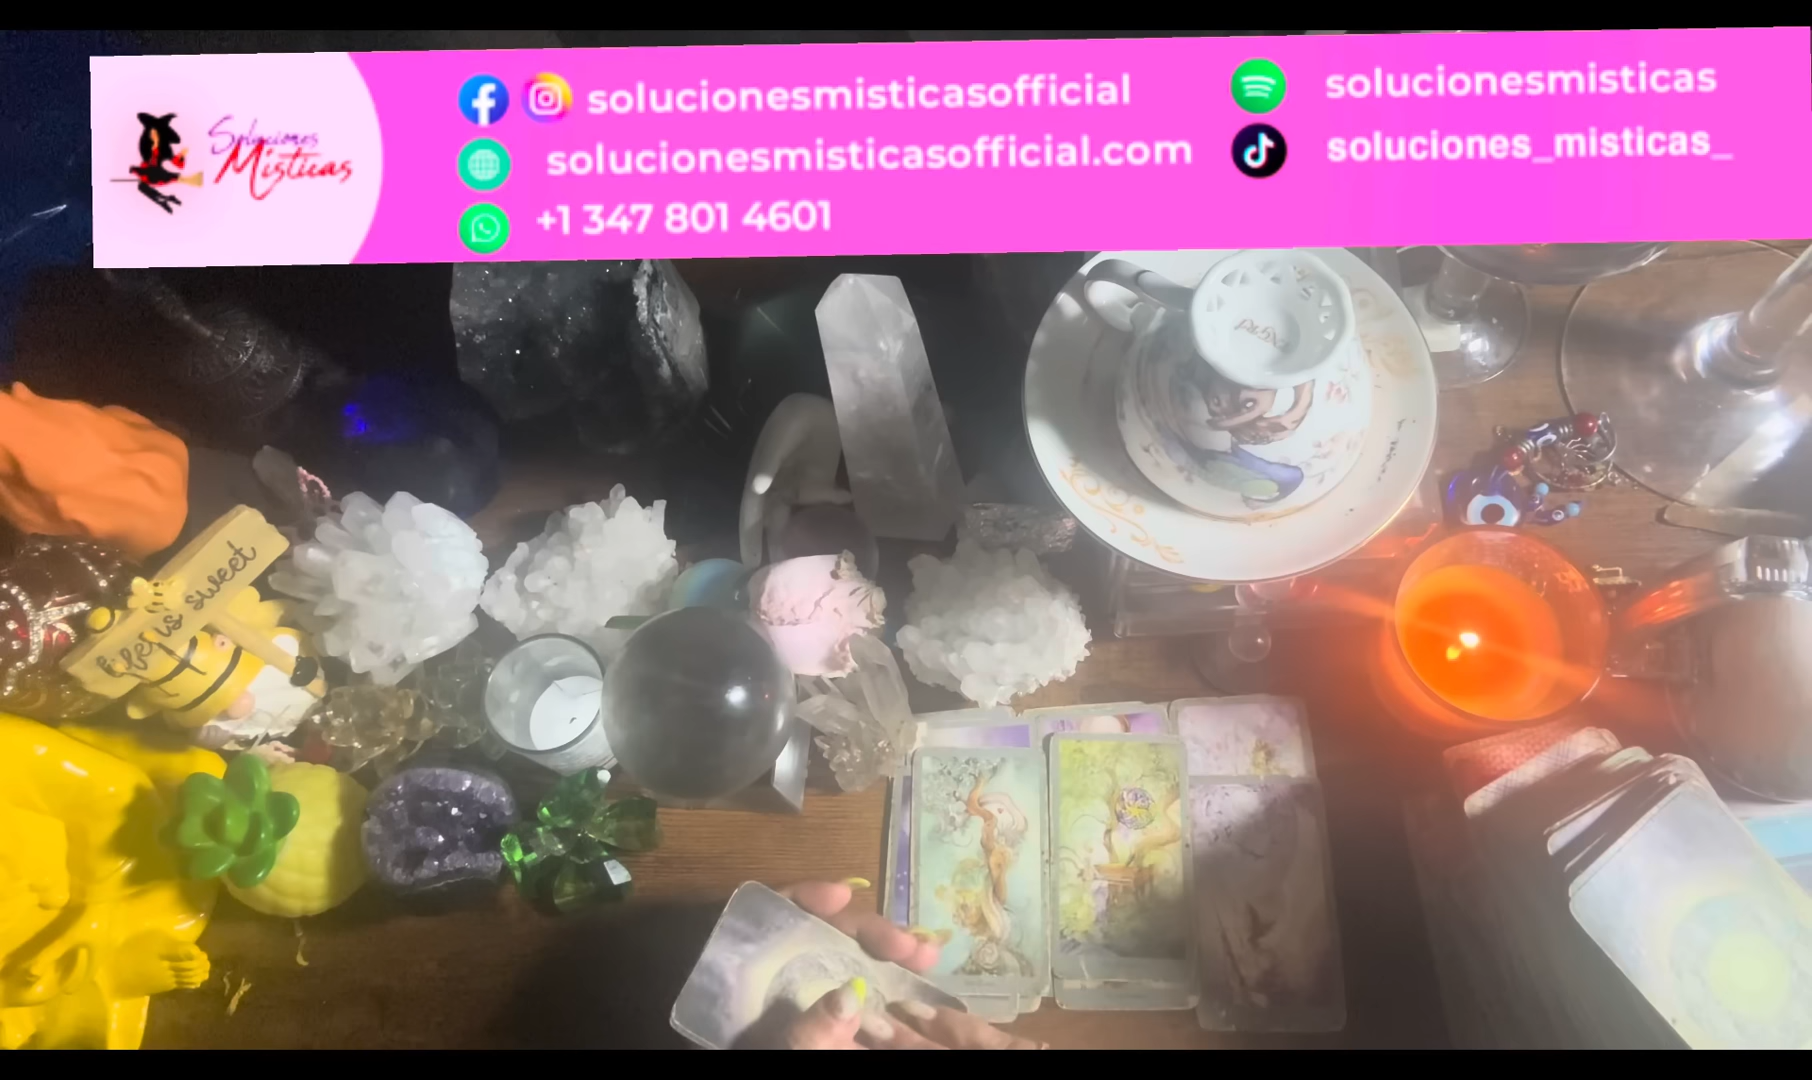 Soluciones
Misticas
solucionesmisticasofficial
solucionesmisticasofficial.com
+1 347 801 4601
solucionesmisticas
soluciones_misticas_
life is sweet